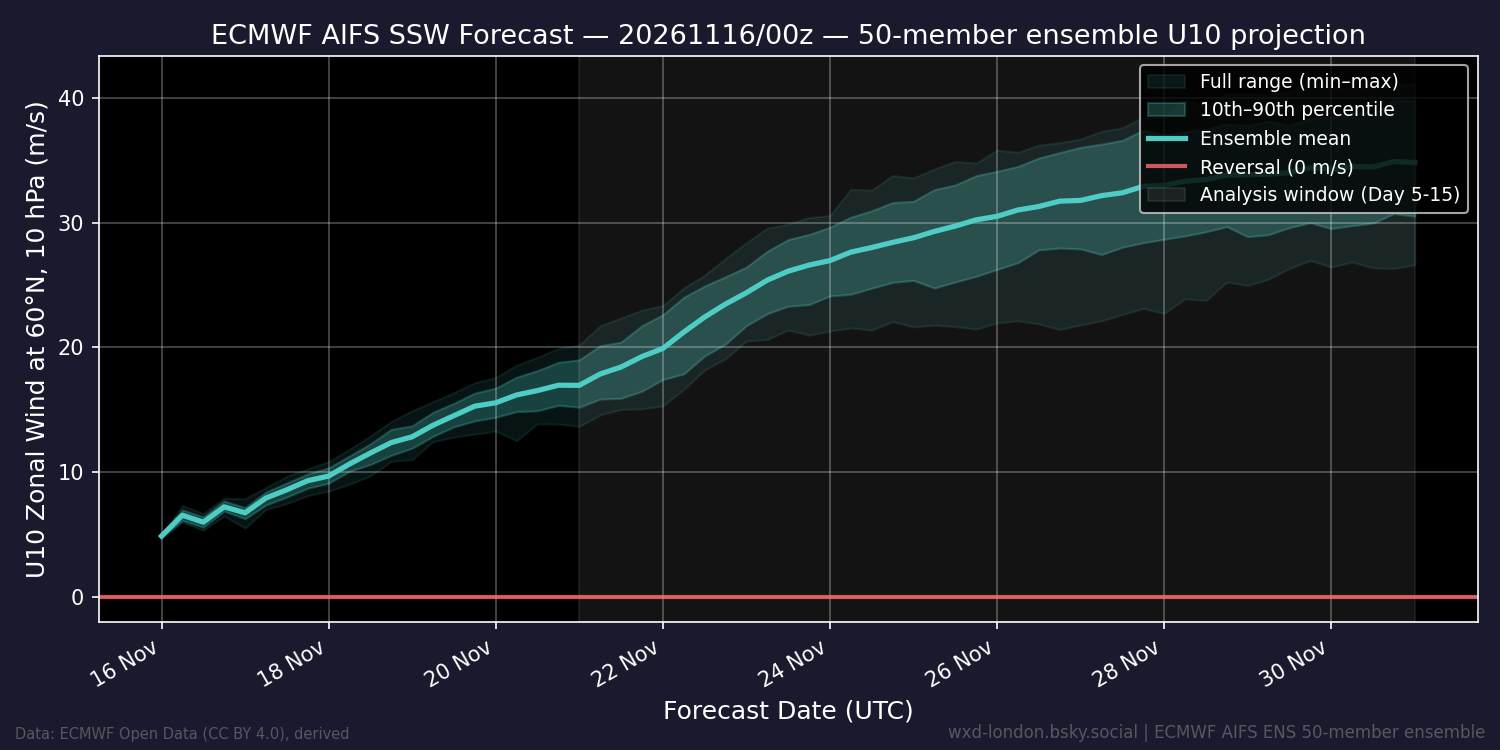 ECMWF AIFS SSW Forecast — 20261116/00z — 50-member ensemble U10 projection
U10 Zonal Wind at 60°N, 10 hPa (m/s)
40
30
20
10
0
Full range (min–max)
10th–90th percentile
Ensemble mean
Reversal (0 m/s)
Analysis window (Day 5-15)
16 Nov
18 Nov
20 Nov
22 Nov
24 Nov
26 Nov
28 Nov
30 Nov
Forecast Date (UTC)
Data: ECMWF Open Data (CC BY 4.0), derived
wxd-london.bsky.social | ECMWF AIFS ENS 50-member ensemble